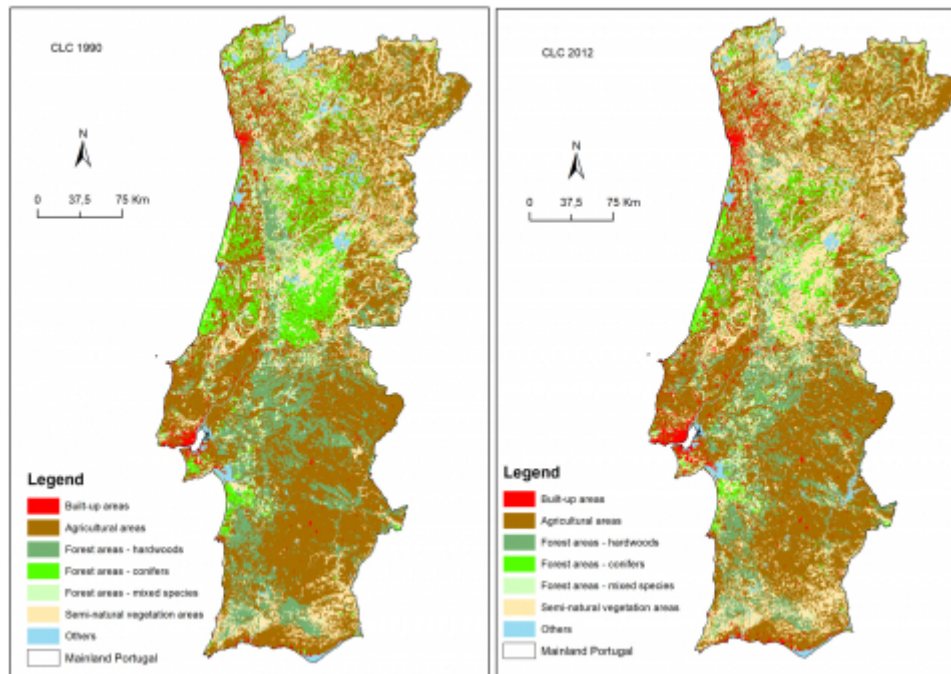 CLC 1990
N
0 37,5 75 Km
Legend
Built-up areas
Agricultural areas
Forest areas - hardwoods
Forest areas - conifers
Forest areas - mixed species
Semi-natural vegetation areas
Others
Mainland Portugal
CLC 2012
N
0 37,5 75 Km
Legend
Built-up areas
Agricultural areas
Forest areas - hardwoods
Forest areas - conifers
Forest areas - mixed species
Semi-natural vegetation areas
Others
Mainland Portugal